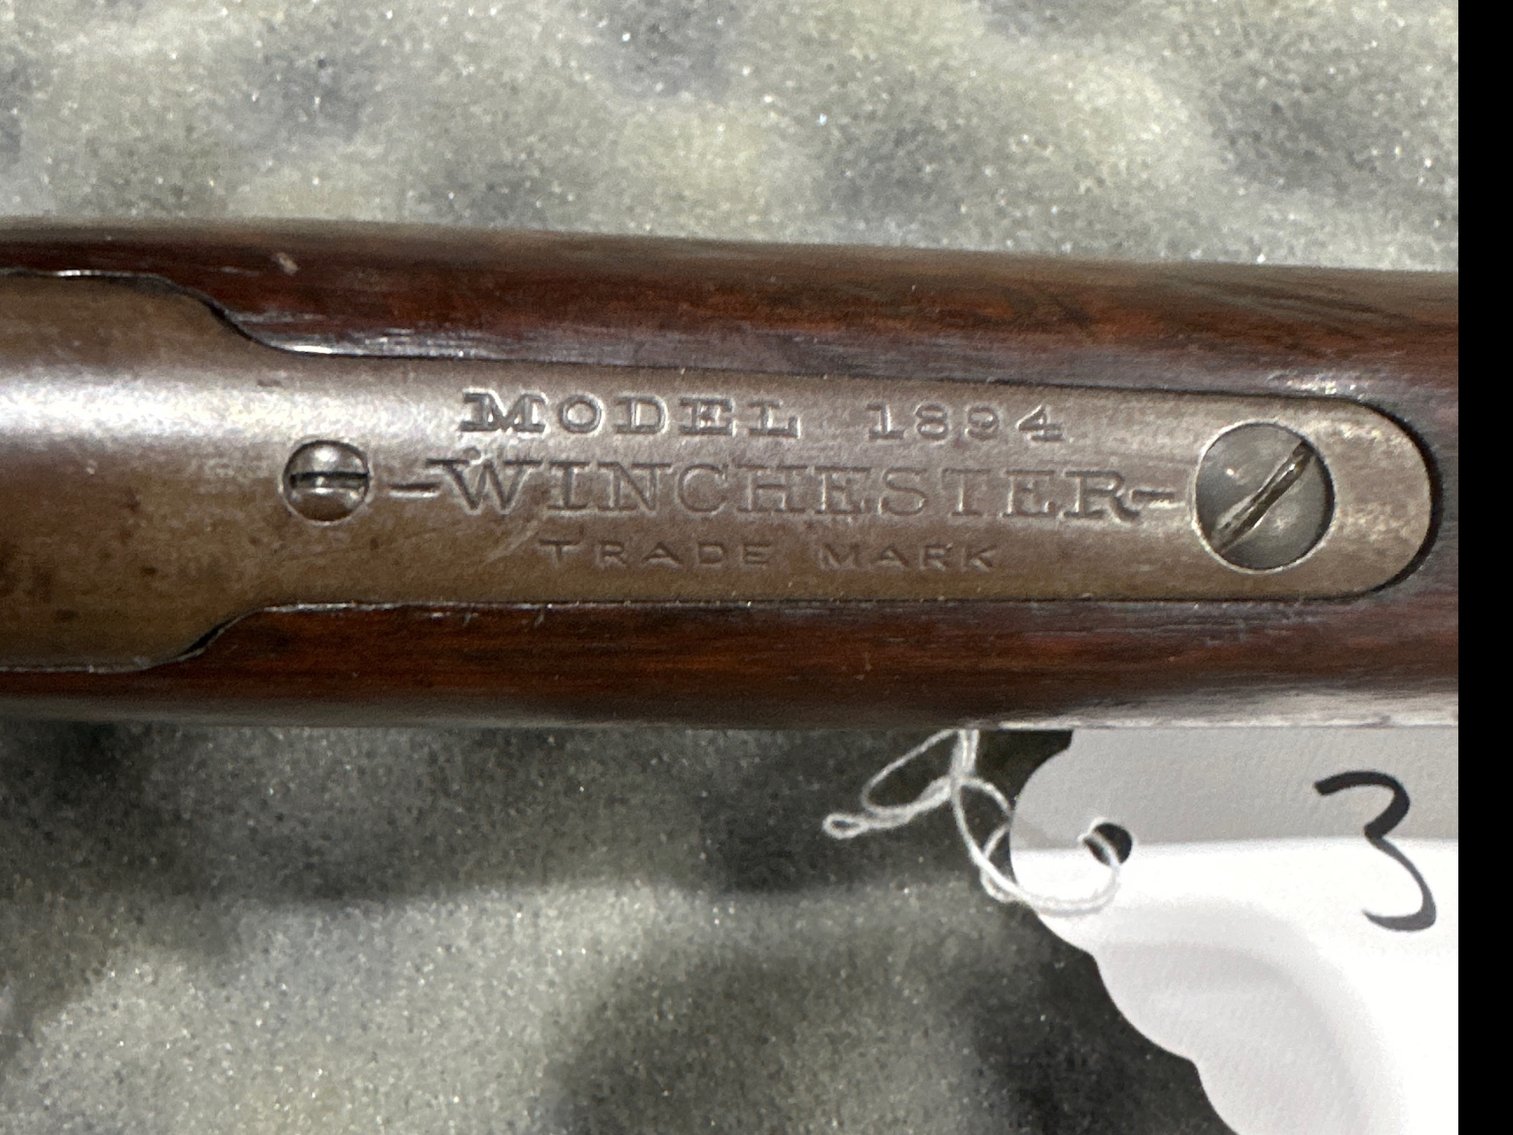 MODEL 1894
-WINCHESTER-
TRADE MARK
3